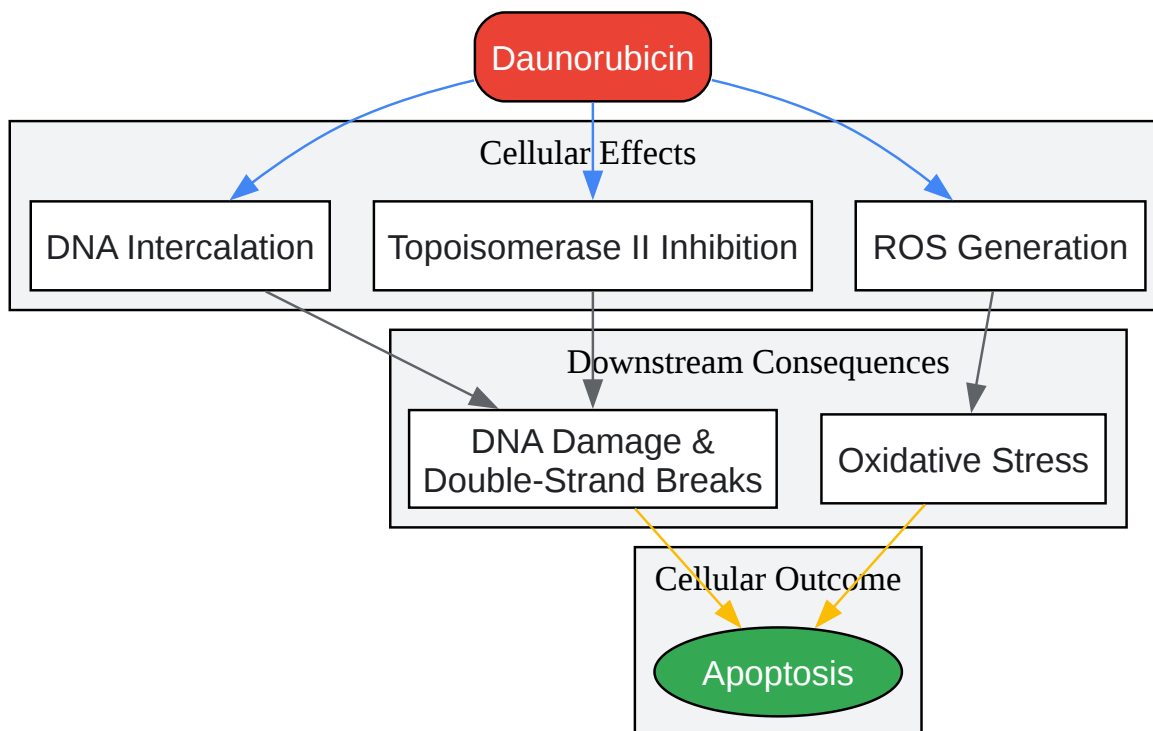 Daunorubicin
Cellular Effects
DNA Intercalation
Topoisomerase II Inhibition
ROS Generation
Downstream Consequences
DNA Damage &
Double-Strand Breaks
Oxidative Stress
Cellular Outcome
Apoptosis